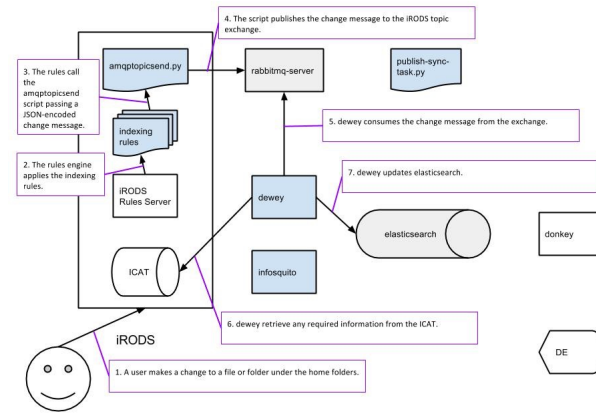 4. The script publishes the change message to the iRODS topic
exchange.
amqptopicsend.py
rabbitmq-server
publish-sync-
task.py
3. The rules call
the
amqptopicsend
script passing a
JSON-encoded
change message.
indexing
rules
5. dewey consumes the change message from the exchange.
2. The rules engine
applies the indexing
rules.
iRODS
Rules Server
7. dewey updates elasticsearch.
dewey
elasticsearch
donkey
ICAT
infosquito
6. dewey retrieve any required information from the ICAT.
iRODS
1. A user makes a change to a file or folder under the home folders.
DE